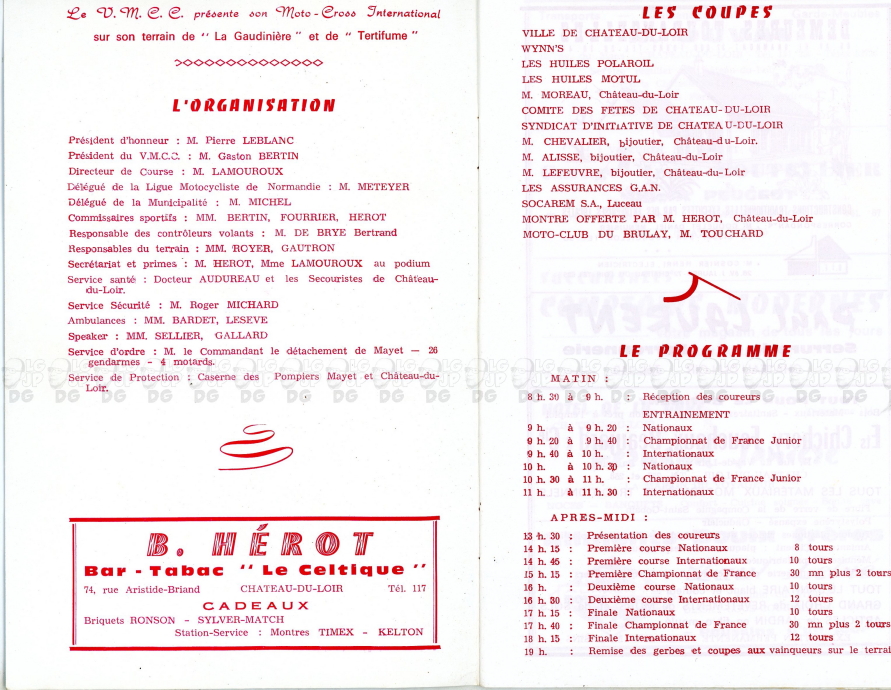 Le V. M. C. C. présente son Moto-Cross International
sur son terrain de " La Gaudinière " et de " Tertifume "
L'ORGANISATION
Président d'honneur : M. Pierre LEBLANC
Président du V.M.C.C. : M. Gaston BERTIN
Directeur de Course : M. LAMOUROUX
Délégué de la Ligue Motocycliste de Normandie : M. METEYER
Délégué de la Municipalité : M. MICHEL
Commissaires sportifs : MM. BERTIN, FOURRIER, HEROT
Responsable des contrôleurs volants : M. DE BRYE Bertrand
Responsables du terrain : MM. ROYER, GAUTRON
Secrétariat et primes : M. HEROT, Mme LAMOUROUX au podium
Service santé : Docteur AUDUREAU et les Secouristes de Château-
du-Loir.
Service Sécurité : M. Roger MICHARD
Ambulances : MM. BARDET, LESEVE
Speaker : MM. SELLIER, GALLARD
Service d'ordre : M. le Commandant le détachement de Mayet — 26
gendarmes - 4 motards.
Service de Protection : Caserne des Pompiers Mayet et Château-du-
Loir.
B. HÉROT
Bar - Tabac " Le Celtique "
74, rue Aristide-Briand CHATEAU-DU-LOIR Tél. 117
CADEAUX
Briquets RONSON - SYLVER-MATCH
Station-Service : Montres TIMEX - KELTON
LES COUPES
VILLE DE CHATEAU-DU-LOIR
WYNN'S
LES HUILES POLAROIL
LES HUILES MOTUL
M. MOREAU, Château-du-Loir
COMITE DES FETES DE CHATEAU-DU-LOIR
SYNDICAT D'INITIATIVE DE CHATEAU-DU-LOIR
M. CHEVALIER, bijoutier, Château-du-Loir.
M. ALISSE, bijoutier, Château-du-Loir
M. LEFEUVRE, bijoutier, Château-du-Loir
LES ASSURANCES G.A.N.
SOCAREM S.A., Luceau
MONTRE OFFERTE PAR M. HEROT, Château-du-Loir
MOTO-CLUB DU BRULAY, M. TOUCHARD
LE PROGRAMME
MATIN :
8 h. 30 à 9 h. : Réception des coureurs
ENTRAINEMENT
9 h. à 9 h. 20 : Nationaux
9 h. 20 à 9 h. 40 : Championnat de France Junior
9 h. 40 à 10 h. : Internationaux
10 h. à 10 h. 30 : Nationaux
10 h. 30 à 11 h. : Championnat de France Junior
11 h. à 11 h. 30 : Internationaux
APRES-MIDI :
13 h. 30 : Présentation des coureurs
14 h. 15 : Première course Nationaux 8 tours
14 h. 45 : Première course Internationaux 10 tours
15 h. 15 : Première Championnat de France 30 mn plus 2 tours
16 h. : Deuxième course Nationaux 10 tours
16 h. 30 : Deuxième course Internationaux 12 tours
17 h. 15 : Finale Nationaux 10 tours
17 h. 40 : Finale Championnat de France 30 mn plus 2 tours
18 h. 15 : Finale Internationaux 12 tours
19 h. : Remise des gerbes et coupes aux vainqueurs sur le terrai